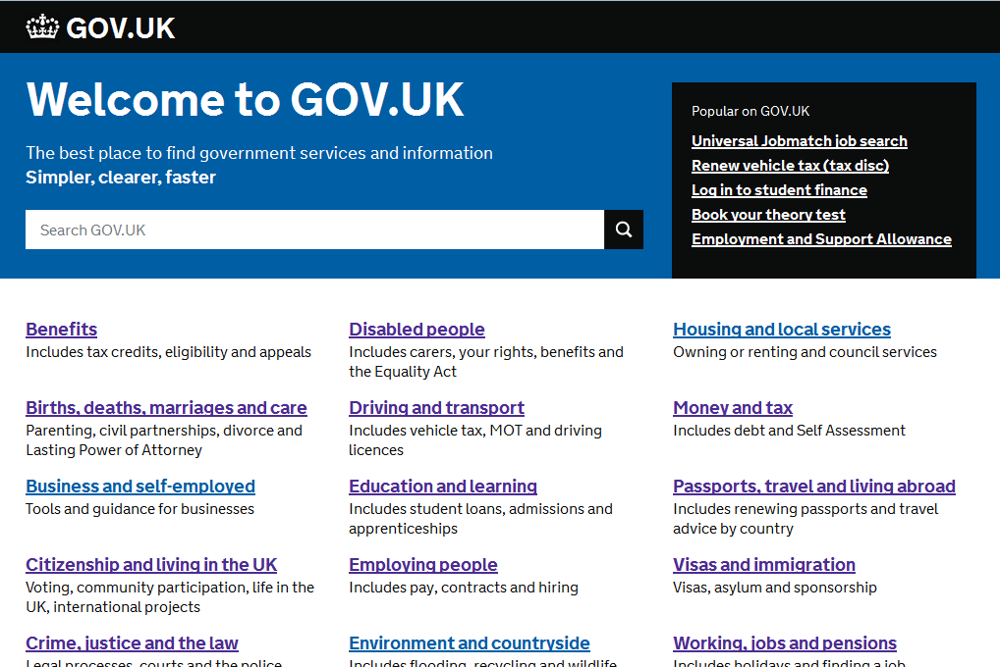 GOV.UK
Welcome to GOV.UK
The best place to find government services and information
Simpler, clearer, faster
Search GOV.UK
Popular on GOV.UK
Universal Jobmatch job search
Renew vehicle tax (tax disc)
Log in to student finance
Book your theory test
Employment and Support Allowance
Benefits
Includes tax credits, eligibility and appeals
Births, deaths, marriages and care
Parenting, civil partnerships, divorce and
Lasting Power of Attorney
Business and self-employed
Tools and guidance for businesses
Citizenship and living in the UK
Voting, community participation, life in the
UK, international projects
Crime, justice and the law
Legal processes, courts and the police
Disabled people
Includes carers, your rights, benefits and
the Equality Act
Driving and transport
Includes vehicle tax, MOT and driving
licences
Education and learning
Includes student loans, admissions and
apprenticeships
Employing people
Includes pay, contracts and hiring
Environment and countryside
Includes flooding, recycling and wildlife
Housing and local services
Owning or renting and council services
Money and tax
Includes debt and Self Assessment
Passports, travel and living abroad
Includes renewing passports and travel
advice by country
Visas and immigration
Visas, asylum and sponsorship
Working, jobs and pensions
Includes holidays and finding a job